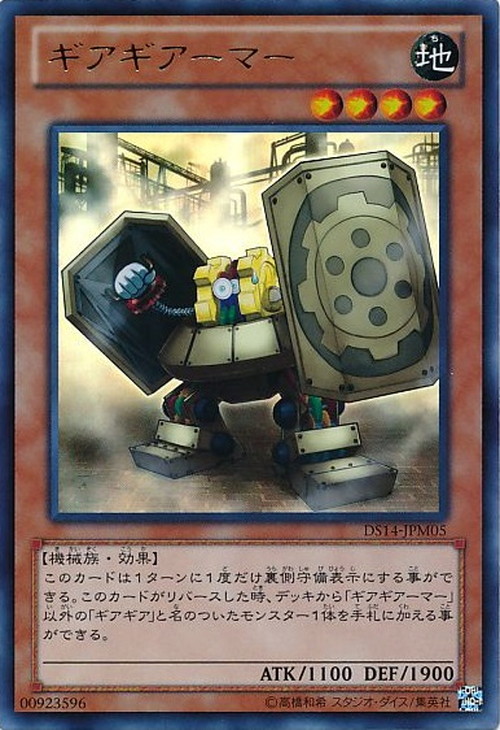 ギアギアーマー
地
DS14-JPM05
【機械族・効果】
このカードは1ターンに1度だけ裏側守備表示にする事がで
きる。このカードがリバースした時、デッキから「ギアギアーマー」
以外の「ギアギア」と名のついたモンスター1体を手札に加える事
ができる。
ATK/1100 DEF/1900
00923596
©高橋和希 スタジオ・ダイス/集英社